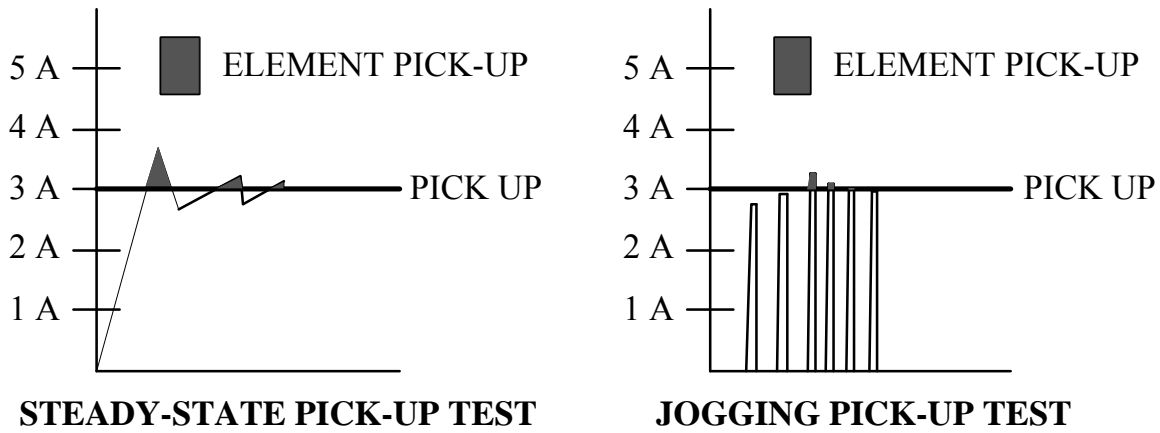 5 A
ELEMENT PICK-UP
4 A
3 A
PICK UP
2 A
1 A
STEADY-STATE PICK-UP TEST
5 A
ELEMENT PICK-UP
4 A
3 A
PICK UP
2 A
1 A
JOGGING PICK-UP TEST